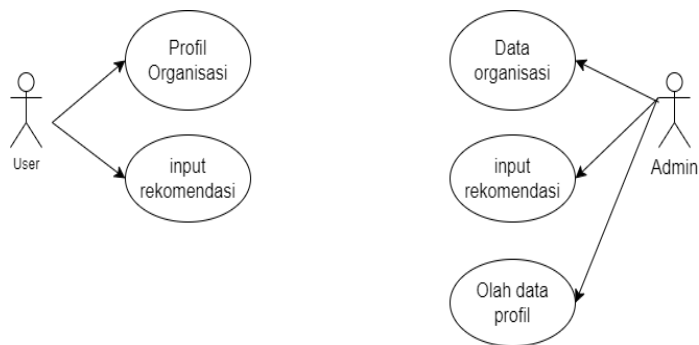 Profil
Organisasi
User
input
rekomendasi
Data
organisasi
input
rekomendasi
Admin
Olah data
profil